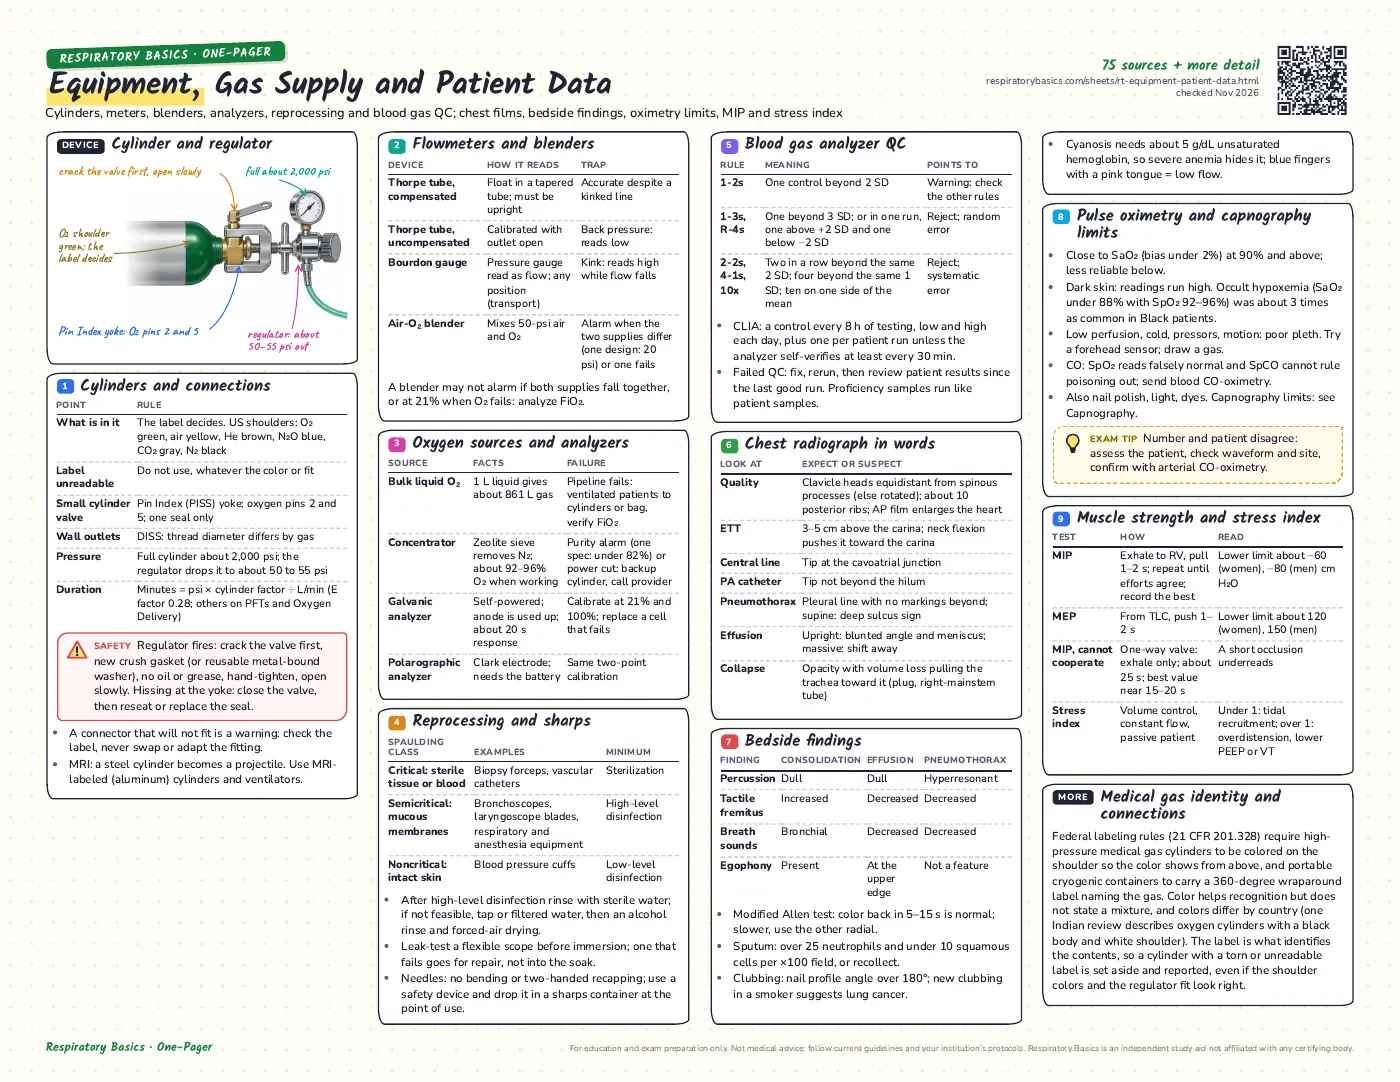 RESPIRATORY BASICS · ONE-PAGER
Equipment, Gas Supply and Patient Data
Cylinders, meters, blenders, analyzers, reprocessing and blood gas QC; chest films, bedside findings, oximetry limits, MIP and stress index
75 sources + more detail
respiratorybasics.com/sheets/rt-equipment-patient-data.html
checked Nov 2026
DEVICE Cylinder and regulator
crack the valve first, open slowly
full about 2,000 psi
O₂ shoulder
green; the
label decides
Pin Index yoke: O₂ pins 2 and 5
regulator: about
50–55 psi out
1 Cylinders and connections
POINT RULE
What is in it The label decides. US shoulders: O₂
green, air yellow, He brown, N₂O blue,
CO₂ gray, N₂ black
Label Do not use, whatever the color or fit
unreadable
Small cylinder Pin Index (PISS) yoke; oxygen pins 2 and
valve 5; one seal only
Wall outlets DISS: thread diameter differs by gas
Pressure Full cylinder about 2,000 psi; the
regulator drops it to about 50 to 55 psi
Duration Minutes = psi × cylinder factor ÷ L/min (E
factor 0.28; others on PFTs and Oxygen
Delivery)
SAFETY Regulator fires: crack the valve first,
new crush gasket (or reusable metal-bound
washer), no oil or grease, hand-tighten, open
slowly. Hissing at the yoke: close the valve,
then reseat or replace the seal.
• A connector that will not fit is a warning: check the
label, never swap or adapt the fitting.
• MRI: a steel cylinder becomes a projectile. Use MRI-
labeled (aluminum) cylinders and ventilators.
2 Flowmeters and blenders
DEVICE HOW IT READS TRAP
Thorpe tube, Float in a tapered Accurate despite a
compensated tube; must be kinked line
upright
Thorpe tube, Calibrated with Back pressure:
uncompensated outlet open reads low
Bourdon gauge Pressure gauge Kink: reads high
read as flow; any while flow falls
position
(transport)
Air-O₂ blender Mixes 50-psi air Alarm when the
and O₂ two supplies differ
(one design: 20
psi) or one fails
A blender may not alarm if both supplies fall together,
or at 21% when O₂ fails: analyze FiO₂.
3 Oxygen sources and analyzers
SOURCE FACTS FAILURE
Bulk liquid O₂ 1 L liquid gives Pipeline fails:
about 861 L gas ventilated patients to
cylinders or bag,
verify FiO₂
Concentrator Zeolite sieve Purity alarm (one
removes N₂; spec: under 82%) or
about 92–96% power cut: backup
O₂ when working cylinder, call provider
Galvanic Self-powered; Calibrate at 21% and
analyzer anode is used up; 100%; replace a cell
about 20 s that fails
response
Polarographic Clark electrode; Same two-point
analyzer needs the battery calibration
4 Reprocessing and sharps
SPAULDING
CLASS EXAMPLES MINIMUM
Critical: sterile Biopsy forceps, vascular Sterilization
tissue or blood catheters
Semicritical: Bronchoscopes, High-level
mucous laryngoscope blades, disinfection
membranes respiratory and
anesthesia equipment
Noncritical: Blood pressure cuffs Low-level
intact skin disinfection
• After high-level disinfection rinse with sterile water;
if not feasible, tap or filtered water, then an alcohol
rinse and forced-air drying.
• Leak-test a flexible scope before immersion; one that
fails goes for repair, not into the soak.
• Needles: no bending or two-handed recapping; use a
safety device and drop it in a sharps container at the
point of use.
5 Blood gas analyzer QC
RULE MEANING POINTS TO
1-2s One control beyond 2 SD Warning: check
the other rules
1-3s, One beyond 3 SD; or in one run, Reject; random
R-4s one above +2 SD and one error
below −2 SD
2-2s, Two in a row beyond the same Reject;
4-1s, 2 SD; four beyond the same 1 systematic
10x SD; ten on one side of the error
mean
• CLIA: a control every 8 h of testing, low and high
each day, plus one per patient run unless the
analyzer self-verifies at least every 30 min.
• Failed QC: fix, rerun, then review patient results since
the last good run. Proficiency samples run like
patient samples.
6 Chest radiograph in words
LOOK AT EXPECT OR SUSPECT
Quality Clavicle heads equidistant from spinous
processes (else rotated); about 10
posterior ribs; AP film enlarges the heart
ETT 3–5 cm above the carina; neck flexion
pushes it toward the carina
Central line Tip at the cavoatrial junction
PA catheter Tip not beyond the hilum
Pneumothorax Pleural line with no markings beyond;
supine: deep sulcus sign
Effusion Upright: blunted angle and meniscus;
massive: shift away
Collapse Opacity with volume loss pulling the
trachea toward it (plug, right-mainstem
tube)
7 Bedside findings
FINDING CONSOLIDATION EFFUSION PNEUMOTHORAX
Percussion Dull Dull Hyperresonant
Tactile Increased Decreased Decreased
fremitus
Breath Bronchial Decreased Decreased
sounds
Egophony Present At the Not a feature
upper
edge
• Modified Allen test: color back in 5–15 s is normal;
slower, use the other radial.
• Sputum: over 25 neutrophils and under 10 squamous
cells per ×100 field, or recollect.
• Clubbing: nail profile angle over 180°; new clubbing
in a smoker suggests lung cancer.
• Cyanosis needs about 5 g/dL unsaturated
hemoglobin, so severe anemia hides it; blue fingers
with a pink tongue = low flow.
8 Pulse oximetry and capnography
limits
• Close to SaO₂ (bias under 2%) at 90% and above;
less reliable below.
• Dark skin: readings run high. Occult hypoxemia (SaO₂
under 88% with SpO₂ 92–96%) was about 3 times
as common in Black patients.
• Low perfusion, cold, pressors, motion: poor pleth. Try
a forehead sensor; draw a gas.
• CO: SpO₂ reads falsely normal and SpCO cannot rule
poisoning out; send blood CO-oximetry.
• Also nail polish, light, dyes. Capnography limits: see
Capnography.
EXAM TIP Number and patient disagree:
assess the patient, check waveform and site,
confirm with arterial CO-oximetry.
9 Muscle strength and stress index
TEST HOW READ
MIP Exhale to RV, pull Lower limit about −60
1–2 s; repeat until (women), −80 (men) cm
efforts agree; H₂O
record the best
MEP From TLC, push 1– Lower limit about 120
2 s (women), 150 (men)
MIP, cannot One-way valve: A short occlusion
cooperate exhale only; about underreads
25 s; best value
near 15–20 s
Stress Volume control, Under 1: tidal
index constant flow, recruitment; over 1:
passive patient overdistension, lower
PEEP or VT
MORE Medical gas identity and
connections
Federal labeling rules (21 CFR 201.328) require high-
pressure medical gas cylinders to be colored on the
shoulder so the color shows from above, and portable
cryogenic containers to carry a 360-degree wraparound
label naming the gas. Color helps recognition but does
not state a mixture, and colors differ by country (one
Indian review describes oxygen cylinders with a black
body and white shoulder). The label is what identifies
the contents, so a cylinder with a torn or unreadable
label is set aside and reported, even if the shoulder
colors and the regulator fit look right.
Respiratory Basics · One-Pager
For education and exam preparation only. Not medical advice; follow current guidelines and your institution's protocols. Respiratory Basics is an independent study aid not affiliated with any certifying body.